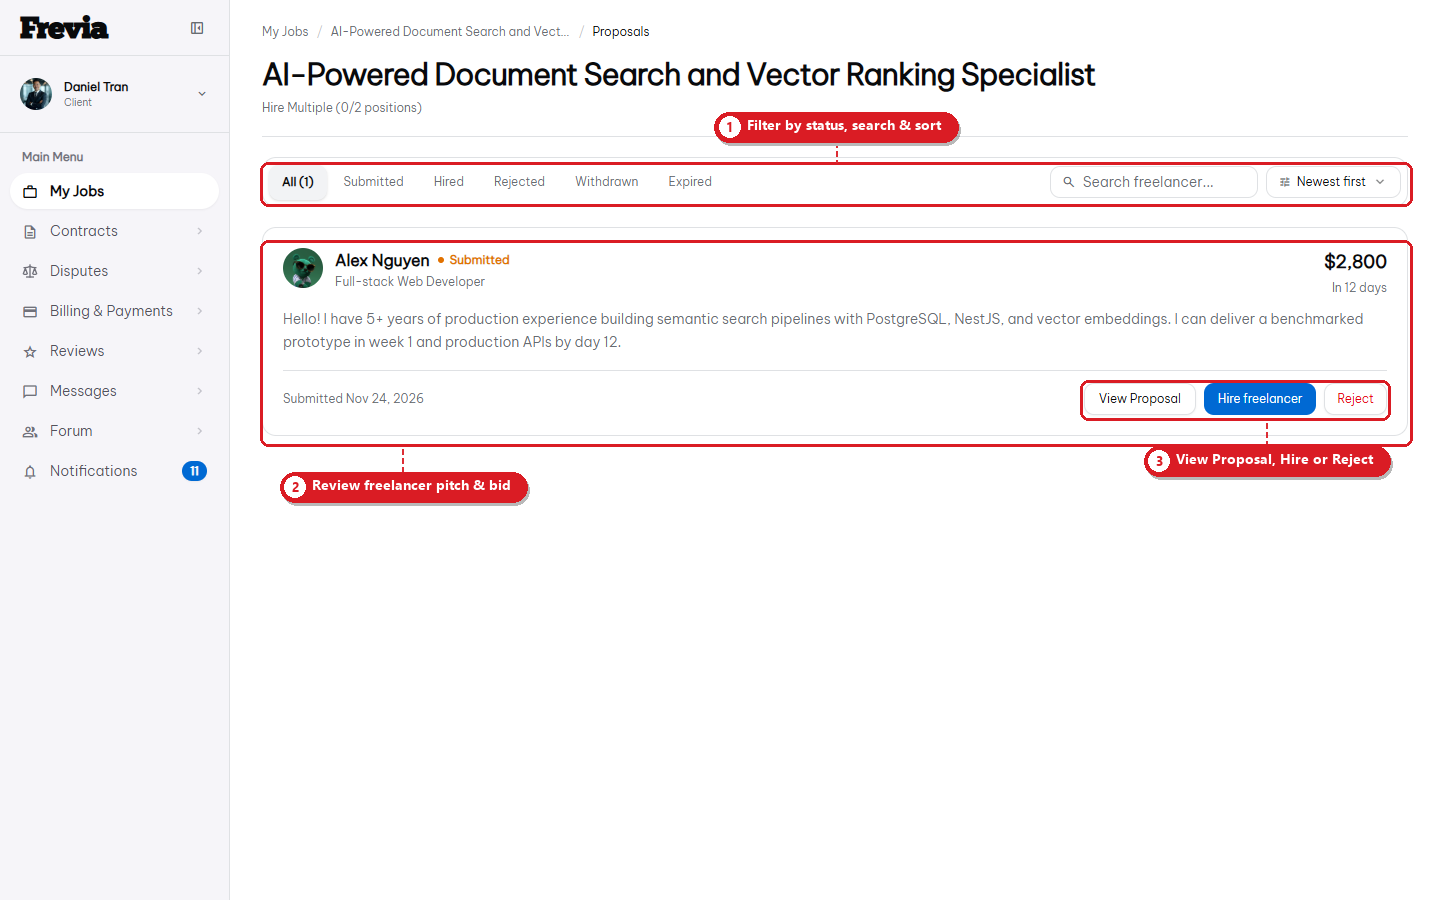 Frevia
Daniel Tran
Client
Main Menu
My Jobs
Contracts
Disputes
Billing & Payments
Reviews
Messages
Forum
Notifications 11
My Jobs / AI-Powered Document Search and Vect... / Proposals
AI-Powered Document Search and Vector Ranking Specialist
Hire Multiple (0/2 positions)
1 Filter by status, search & sort
All (1) Submitted Hired Rejected Withdrawn Expired Search freelancer... Newest first
Alex Nguyen • Submitted
Full-stack Web Developer
$2,800
In 12 days
Hello! I have 5+ years of production experience building semantic search pipelines with PostgreSQL, NestJS, and vector embeddings. I can deliver a benchmarked
prototype in week 1 and production APIs by day 12.
Submitted Nov 24, 2026
View Proposal Hire freelancer Reject
3 View Proposal, Hire or Reject
2 Review freelancer pitch & bid